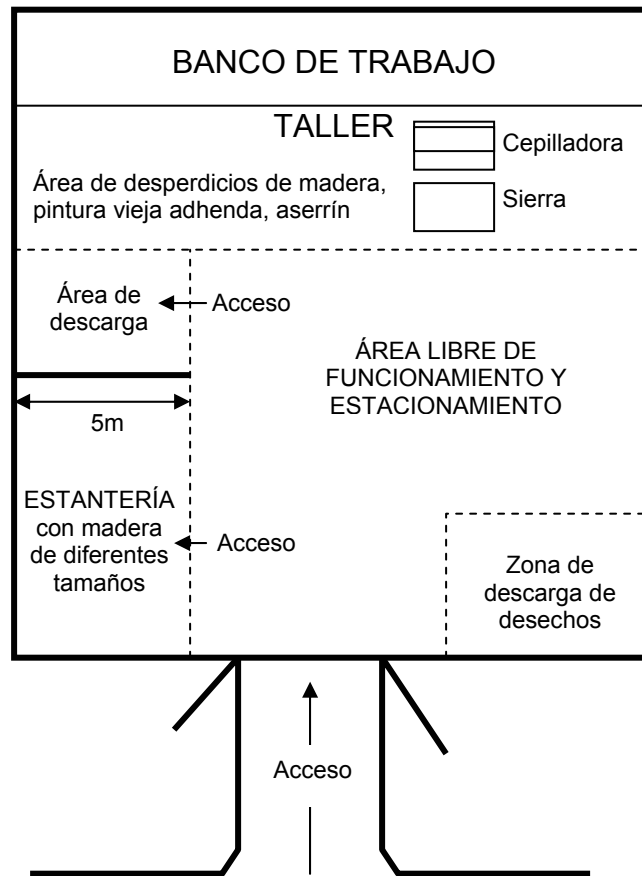 BANCO DE TRABAJO
TALLER
Cepilladora
Área de desperdicios de madera,
pintura vieja adhenda, aserrín
Sierra
Área de
descarga
Acceso
ÁREA LIBRE DE
FUNCIONAMIENTO Y
ESTACIONAMIENTO
5m
ESTANTERÍA
con madera
de diferentes
tamaños
Acceso
Zona de
descarga de
desechos
Acceso